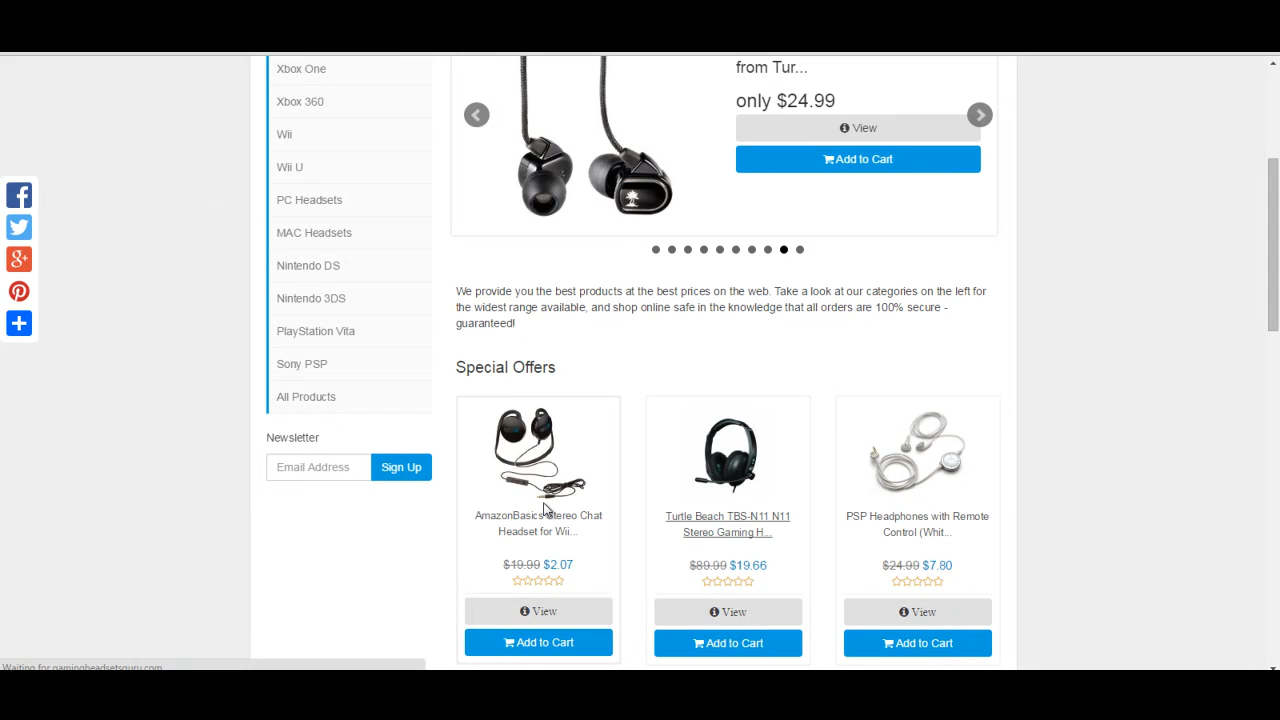 Xbox One
Xbox 360
Wii
Wii U
PC Headsets
MAC Headsets
Nintendo DS
Nintendo 3DS
PlayStation Vita
Sony PSP
All Products
Newsletter
Email Address
Sign Up
from Tur...
only $24.99
View
Add to Cart
We provide you the best products at the best prices on the web. Take a look at our categories on the left for
the widest range available, and shop online safe in the knowledge that all orders are 100% secure -
guaranteed!
Special Offers
AmazonBasics Stereo Chat
Headset for Wii...
$19.99 $2.07
View
Add to Cart
Turtle Beach TBS-N11 N11
Stereo Gaming H...
$89.99 $19.66
View
Add to Cart
PSP Headphones with Remote
Control (Whit...
$24.99 $7.80
View
Add to Cart
Waiting for gamingheadsetsguru.com